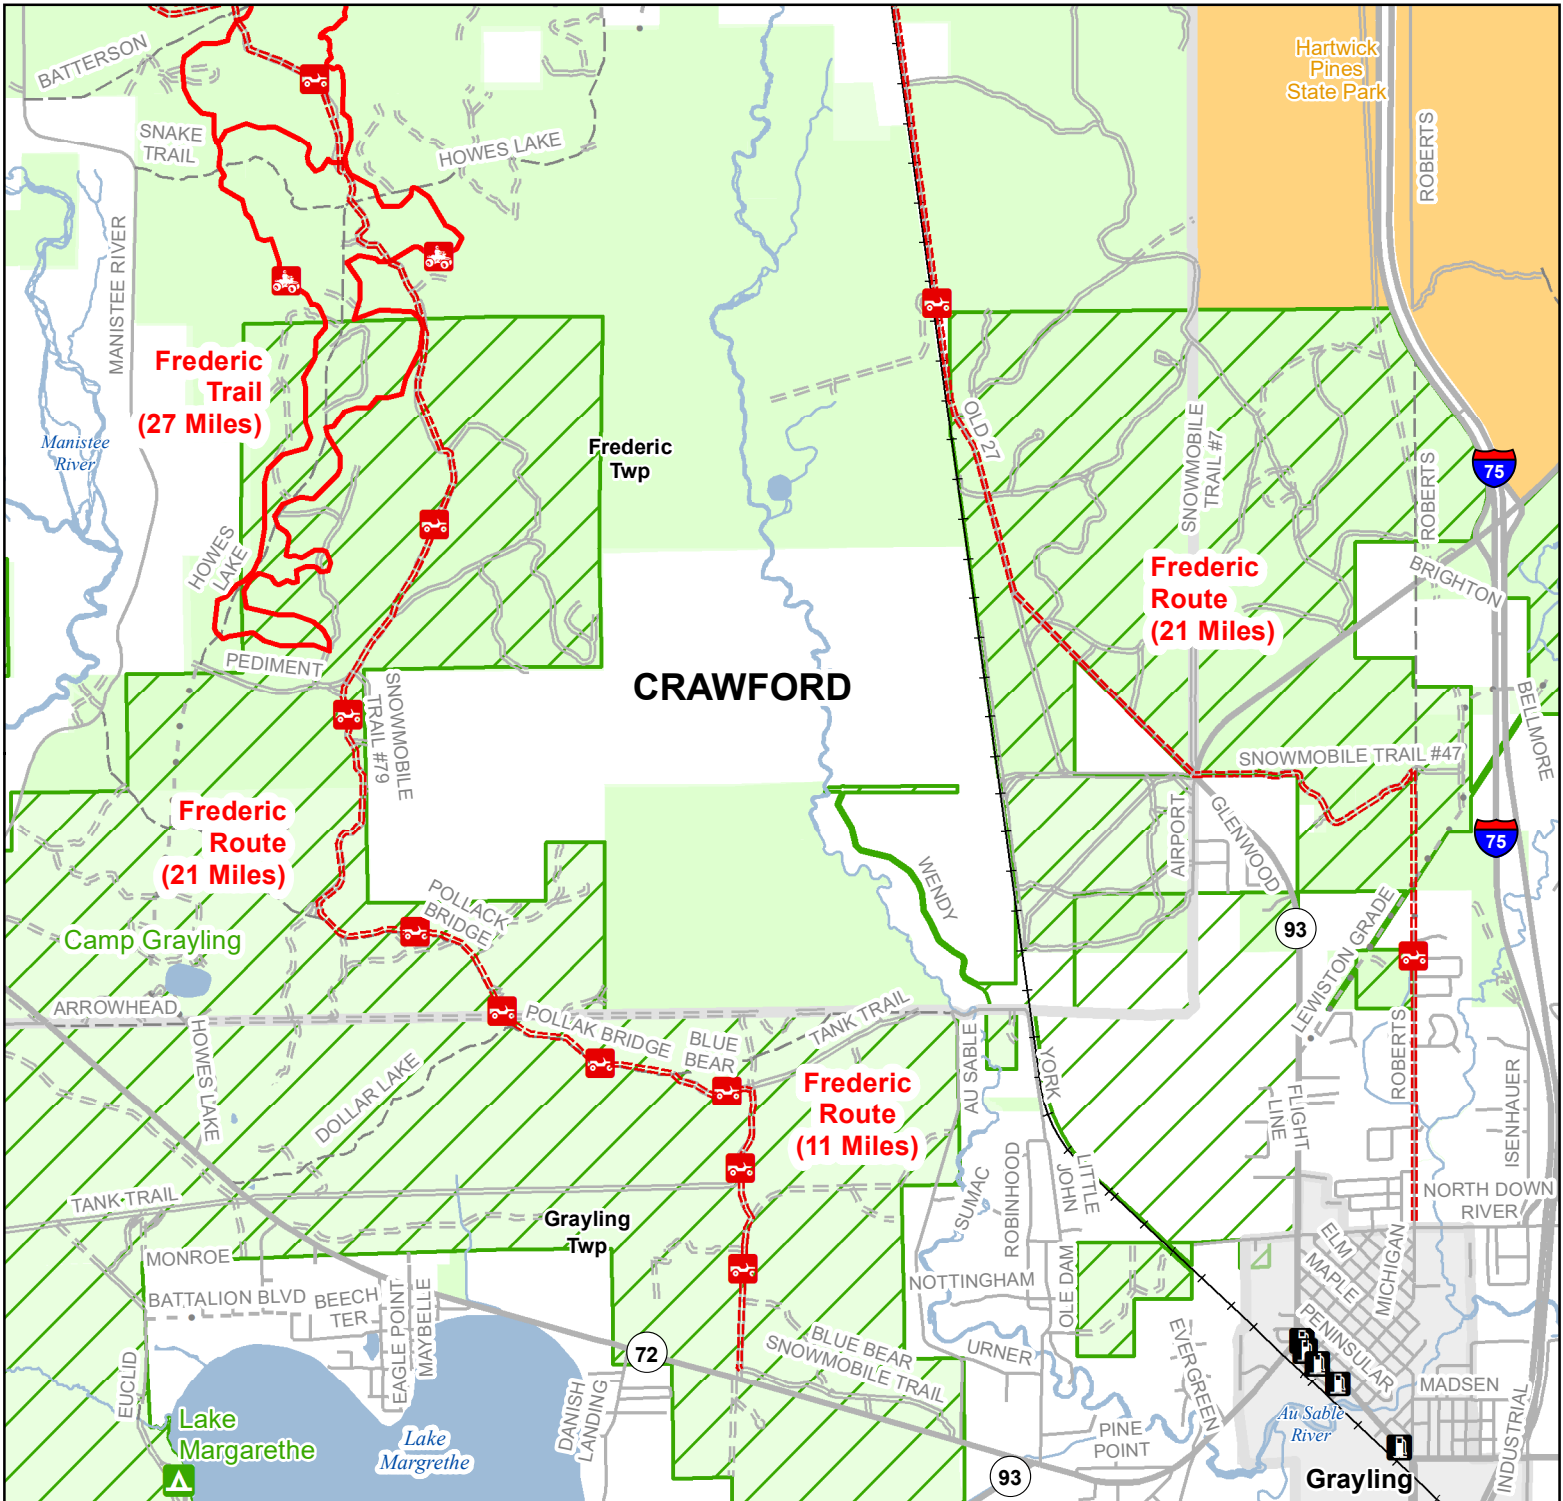 BATTERSON
SNAKE
TRAIL
HOWES LAKE
Hartwick
Pines
State Park
ROBERTS
MANISTEE RIVER
Frederic
Trail
(27 Miles)
Manistee
River
Frederic
Twp
OLD 27
SNOWMOBILE
TRAIL #7
ROBERTS
75
HOWES
LAKE
Frederic
Route
(21 Miles)
BRIGHTON
PEDIMENT
SNOWMOBILE
TRAIL #79
CRAWFORD
BELLMORE
SNOWMOBILE TRAIL #47
Frederic
Route
(21 Miles)
AIRPORT
GLENWOOD
75
POLLACK
BRIDGE
WENDY
93
LEWISTON GRADE
Camp Grayling
ARROWHEAD
HOWES LAKE
POLLAK BRIDGE
BLUE
BEAR
TANK TRAIL
AU SABLE
YORK
ROBERTS
DOLLAR LAKE
Frederic
Route
(11 Miles)
FLIGHT
LINE
ISENHAUER
TANK TRAIL
SUMAC
ROBINHOOD
LITTLE
JOHN
NORTH DOWN
RIVER
Grayling
Twp
MONROE
ELM
MAPLE
MICHIGAN
BATTALION BLVD
BEECH
TER
EAGLE POINT
MAYBELLE
NOTTINGHAM
OLE DAM
PENINSULAR
EUCLID
72
BLUE BEAR
SNOWMOBILE TRAIL
URNER
EVERGREEN
MADSEN
DANISH
LANDING
Lake
Margarethe
Lake
Margrethe
PINE
POINT
Au Sable
River
INDUSTRIAL
93
Grayling